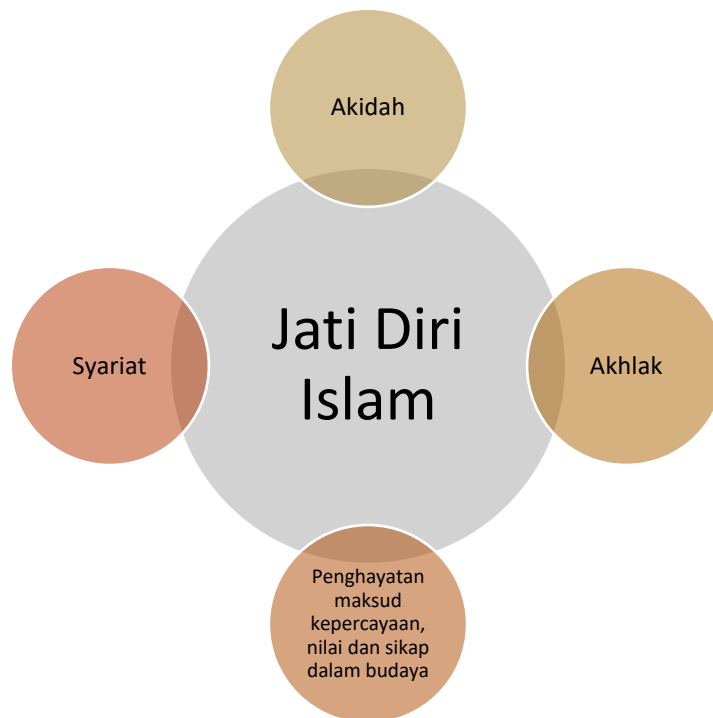 Akidah
Jati Diri
Islam
Syariat
Akhlak
Penghayatan
maksud
kepercayaan,
nilai dan sikap
dalam budaya